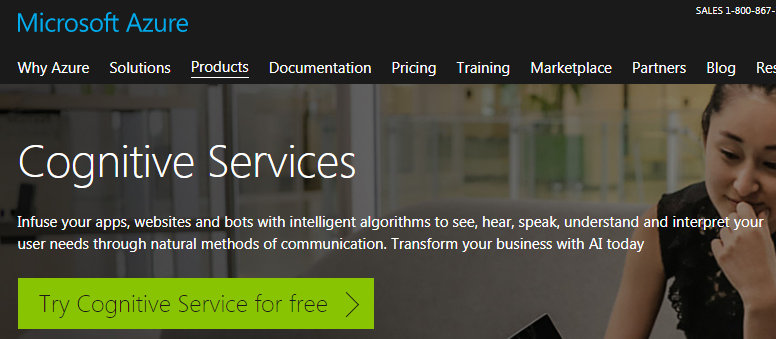 SALES 1-800-867-
Microsoft Azure
Why Azure Solutions Products Documentation Pricing Training Marketplace Partners Blog Res
Cognitive Services
Infuse your apps, websites and bots with intelligent algorithms to see, hear, speak, understand and interpret your
user needs through natural methods of communication. Transform your business with AI today
Try Cognitive Service for free